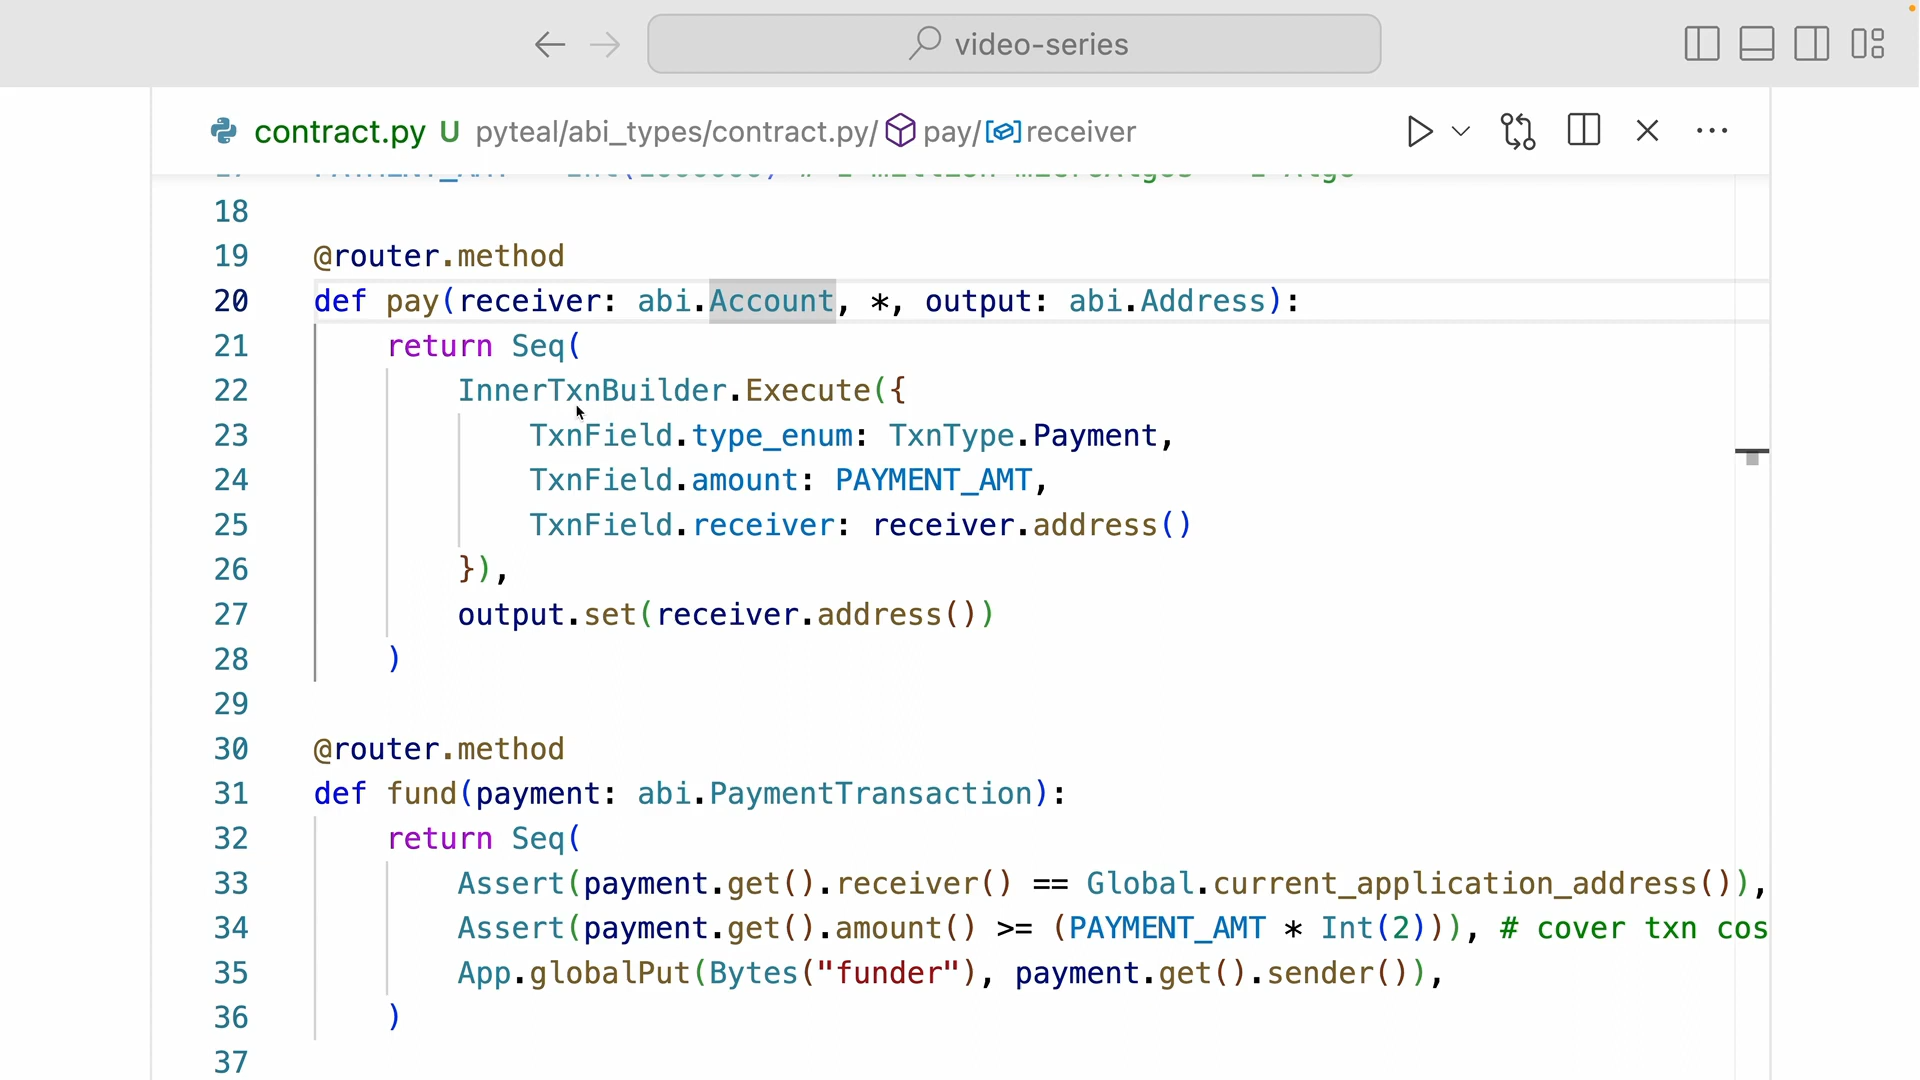 video-series
contract.py U pyteal/abi_types/contract.py/ pay/ receiver
18
19 @router.method
20 def pay(receiver: abi.Account, *, output: abi.Address):
21 return Seq(
22 InnerTxnBuilder.Execute({
23 TxnField.type_enum: TxnType.Payment,
24 TxnField.amount: PAYMENT_AMT,
25 TxnField.receiver: receiver.address()
26 }),
27 output.set(receiver.address())
28 )
29
30 @router.method
31 def fund(payment: abi.PaymentTransaction):
32 return Seq(
33 Assert(payment.get().receiver() == Global.current_application_address()),
34 Assert(payment.get().amount() >= (PAYMENT_AMT * Int(2))), # cover txn cos
35 App.globalPut(Bytes("funder"), payment.get().sender()),
36 )
37